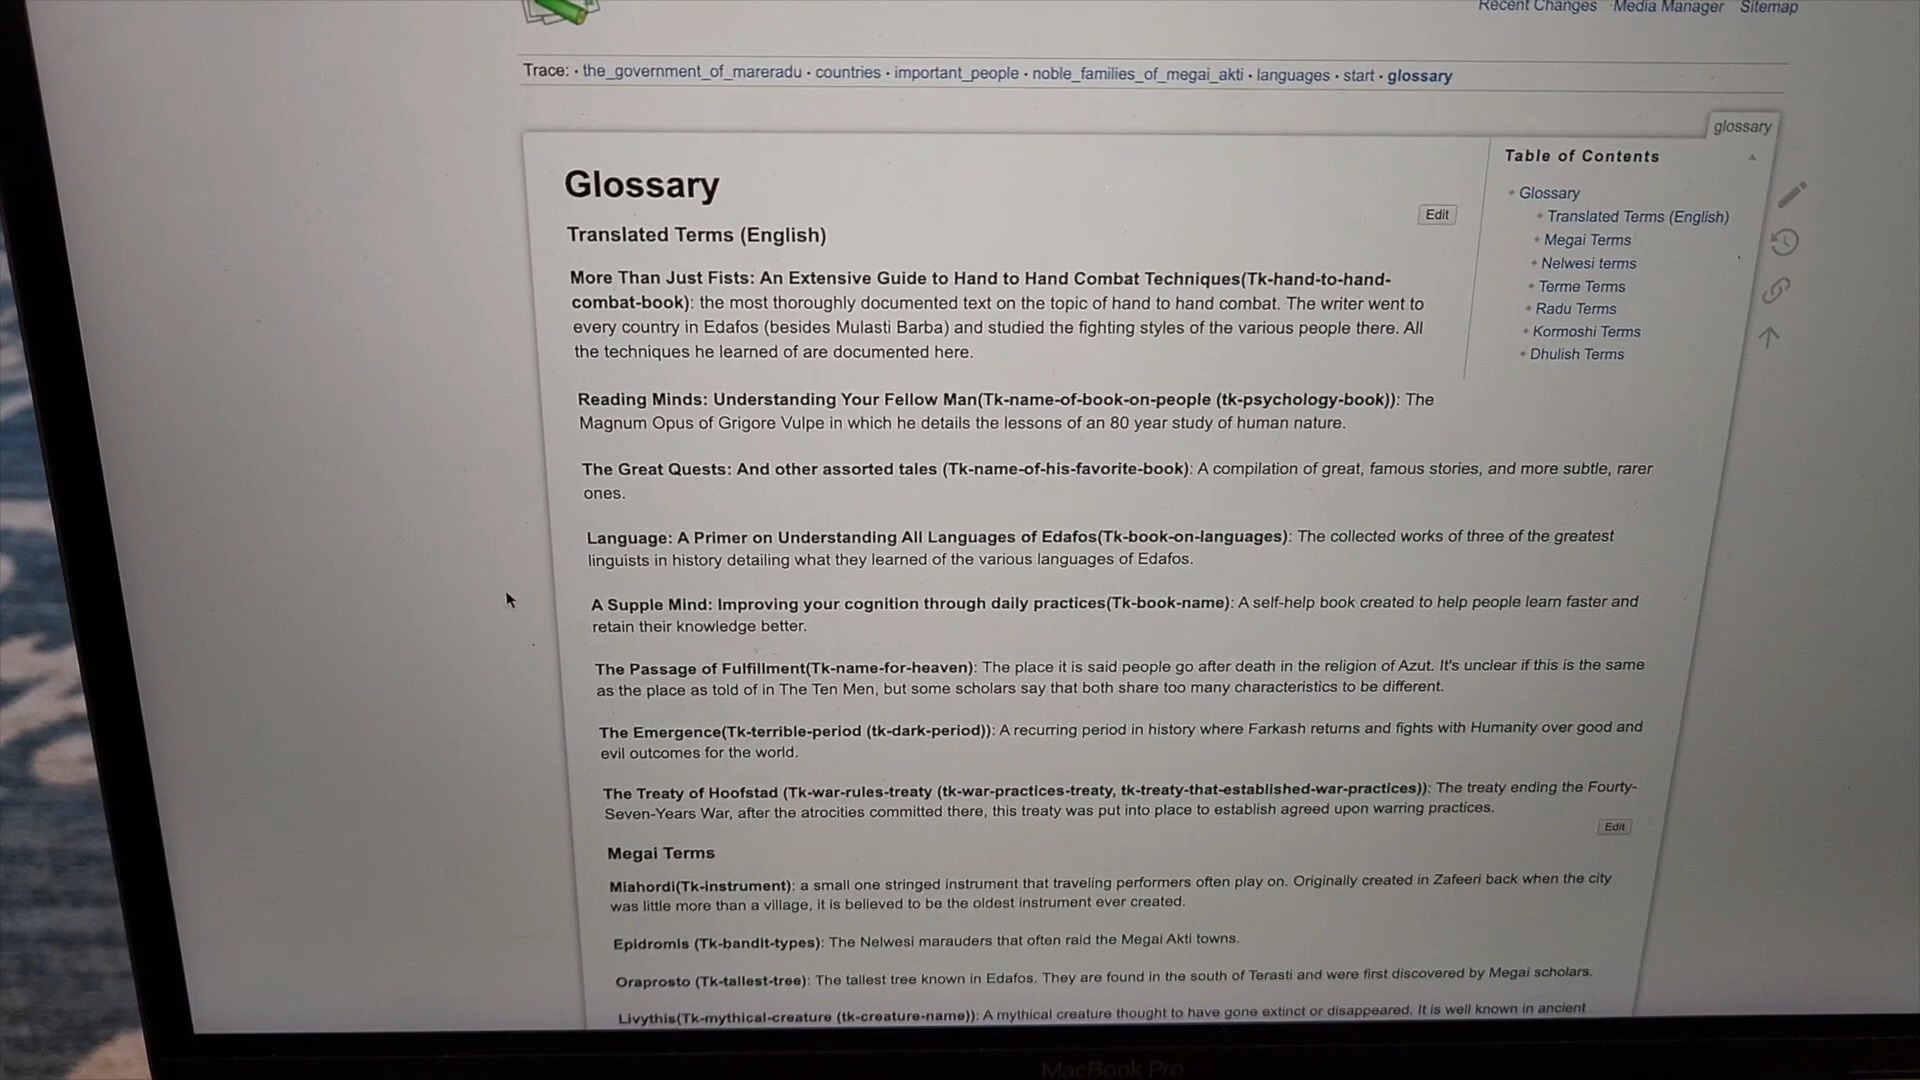 Recent Changes Media Manager Sitemap
Trace: • the_government_of_mareradu • countries • important_people • noble_families_of_megai_akti • languages • start • glossary
glossary
Glossary
Edit
Translated Terms (English)
More Than Just Fists: An Extensive Guide to Hand to Hand Combat Techniques(Tk-hand-to-hand-
combat-book): the most thoroughly documented text on the topic of hand to hand combat. The writer went to
every country in Edafos (besides Mulasti Barba) and studied the fighting styles of the various people there. All
the techniques he learned of are documented here.
Reading Minds: Understanding Your Fellow Man(Tk-name-of-book-on-people (tk-psychology-book)): The
Magnum Opus of Grigore Vulpe in which he details the lessons of an 80 year study of human nature.
The Great Quests: And other assorted tales (Tk-name-of-his-favorite-book): A compilation of great, famous stories, and more subtle, rarer
ones.
Language: A Primer on Understanding All Languages of Edafos(Tk-book-on-languages): The collected works of three of the greatest
linguists in history detailing what they learned of the various languages of Edafos.
A Supple Mind: Improving your cognition through daily practices(Tk-book-name): A self-help book created to help people learn faster and
retain their knowledge better.
The Passage of Fulfillment(Tk-name-for-heaven): The place it is said people go after death in the religion of Azut. It's unclear if this is the same
as the place as told of in The Ten Men, but some scholars say that both share too many characteristics to be different.
The Emergence(Tk-terrible-period (tk-dark-period)): A recurring period in history where Farkash returns and fights with Humanity over good and
evil outcomes for the world.
The Treaty of Hoofstad (Tk-war-rules-treaty (tk-war-practices-treaty, tk-treaty-that-established-war-practices)): The treaty ending the Fourty-
Seven-Years War, after the atrocities committed there, this treaty was put into place to establish agreed upon warring practices.
Edit
Megai Terms
Miahordi(Tk-instrument): a small one stringed instrument that traveling performers often play on. Originally created in Zafeeri back when the city
was little more than a village, it is believed to be the oldest instrument ever created.
Epidromis (Tk-bandit-types): The Nelwesi marauders that often raid the Megai Akti towns.
Oraprosto (Tk-tallest-tree): The tallest tree known in Edafos. They are found in the south of Terasti and were first discovered by Megai scholars.
Livythis(Tk-mythical-creature (tk-creature-name)): A mythical creature thought to have gone extinct or disappeared. It is well known in ancient
Table of Contents
Glossary
Translated Terms (English)
Megai Terms
Nelwesi terms
Terme Terms
Radu Terms
Kormoshi Terms
Dhulish Terms
MacBook Pro